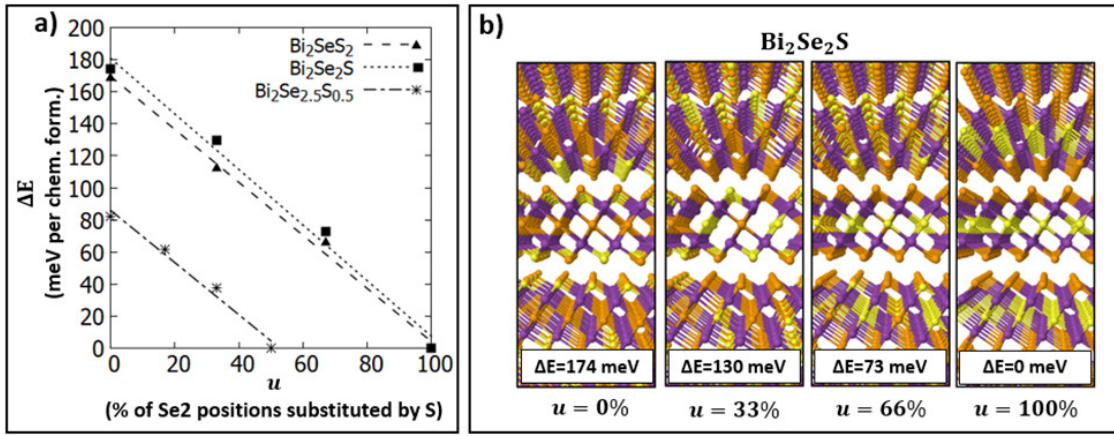 a)
200
180
160
140
120
100
80
60
40
20
0
ΔE
(meV per chem. form.)
Bi₂SeS₂
Bi₂Se₂S
Bi₂Se₂.₅S₀.₅
0 20 40 60 80 100
u
(% of Se2 positions substituted by S)
b)
Bi₂Se₂S
ΔE=174 meV ΔE=130 meV ΔE=73 meV ΔE=0 meV
u = 0% u = 33% u = 66% u = 100%